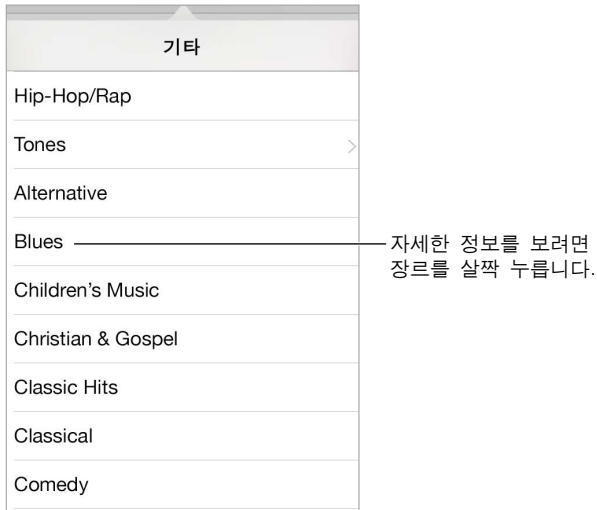 기타
Hip-Hop/Rap
Tones
Alternative
Blues
자세한 정보를 보려면
장르를 살짝 누릅니다.
Children's Music
Christian & Gospel
Classic Hits
Classical
Comedy